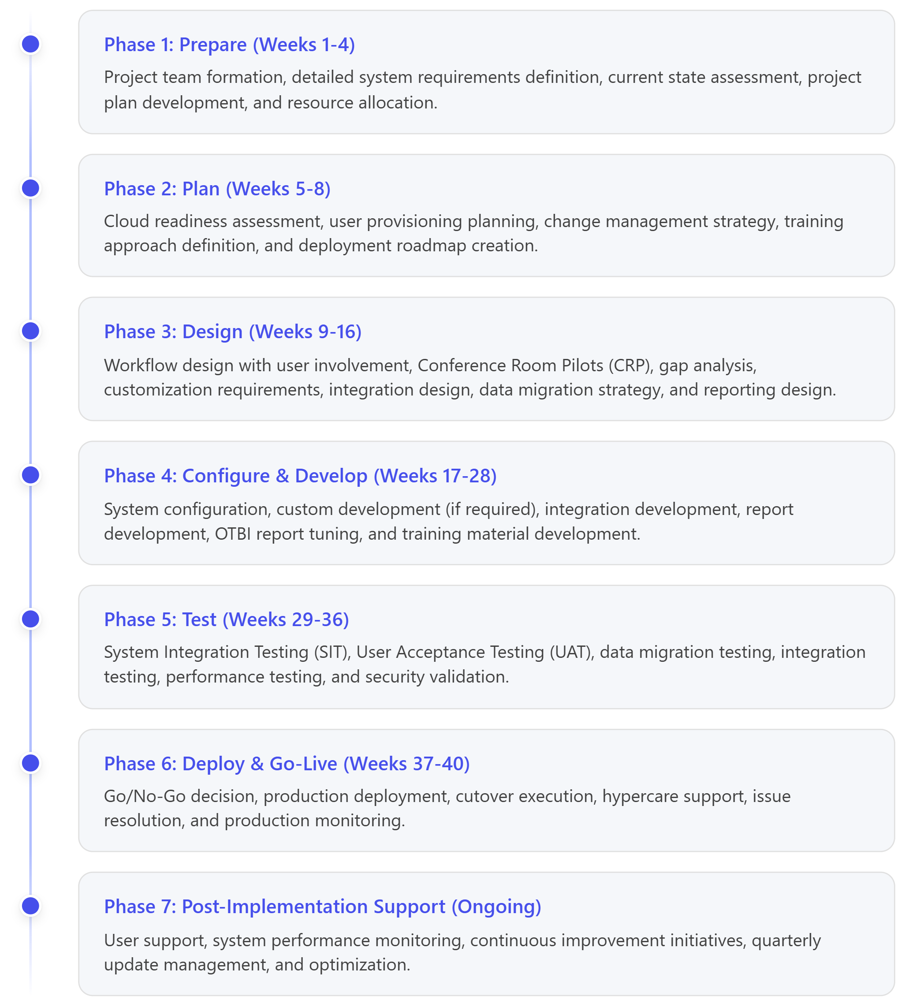 Phase 1: Prepare (Weeks 1-4)
Project team formation, detailed system requirements definition, current state assessment, project
plan development, and resource allocation.
Phase 2: Plan (Weeks 5-8)
Cloud readiness assessment, user provisioning planning, change management strategy, training
approach definition, and deployment roadmap creation.
Phase 3: Design (Weeks 9-16)
Workflow design with user involvement, Conference Room Pilots (CRP), gap analysis,
customization requirements, integration design, data migration strategy, and reporting design.
Phase 4: Configure & Develop (Weeks 17-28)
System configuration, custom development (if required), integration development, report
development, OTBI report tuning, and training material development.
Phase 5: Test (Weeks 29-36)
System Integration Testing (SIT), User Acceptance Testing (UAT), data migration testing, integration
testing, performance testing, and security validation.
Phase 6: Deploy & Go-Live (Weeks 37-40)
Go/No-Go decision, production deployment, cutover execution, hypercare support, issue
resolution, and production monitoring.
Phase 7: Post-Implementation Support (Ongoing)
User support, system performance monitoring, continuous improvement initiatives, quarterly
update management, and optimization.